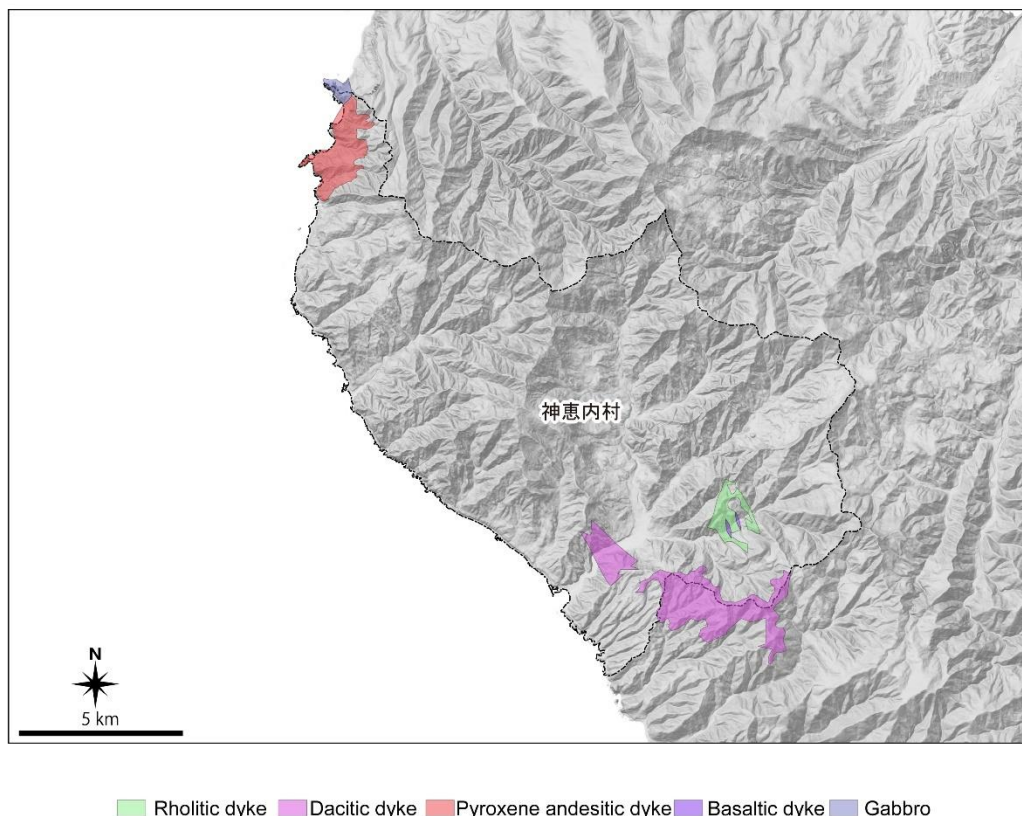 神恵内村
N
5 km
Rholitic dyke Dacitic dyke Pyroxene andesitic dyke Basaltic dyke Gabbro